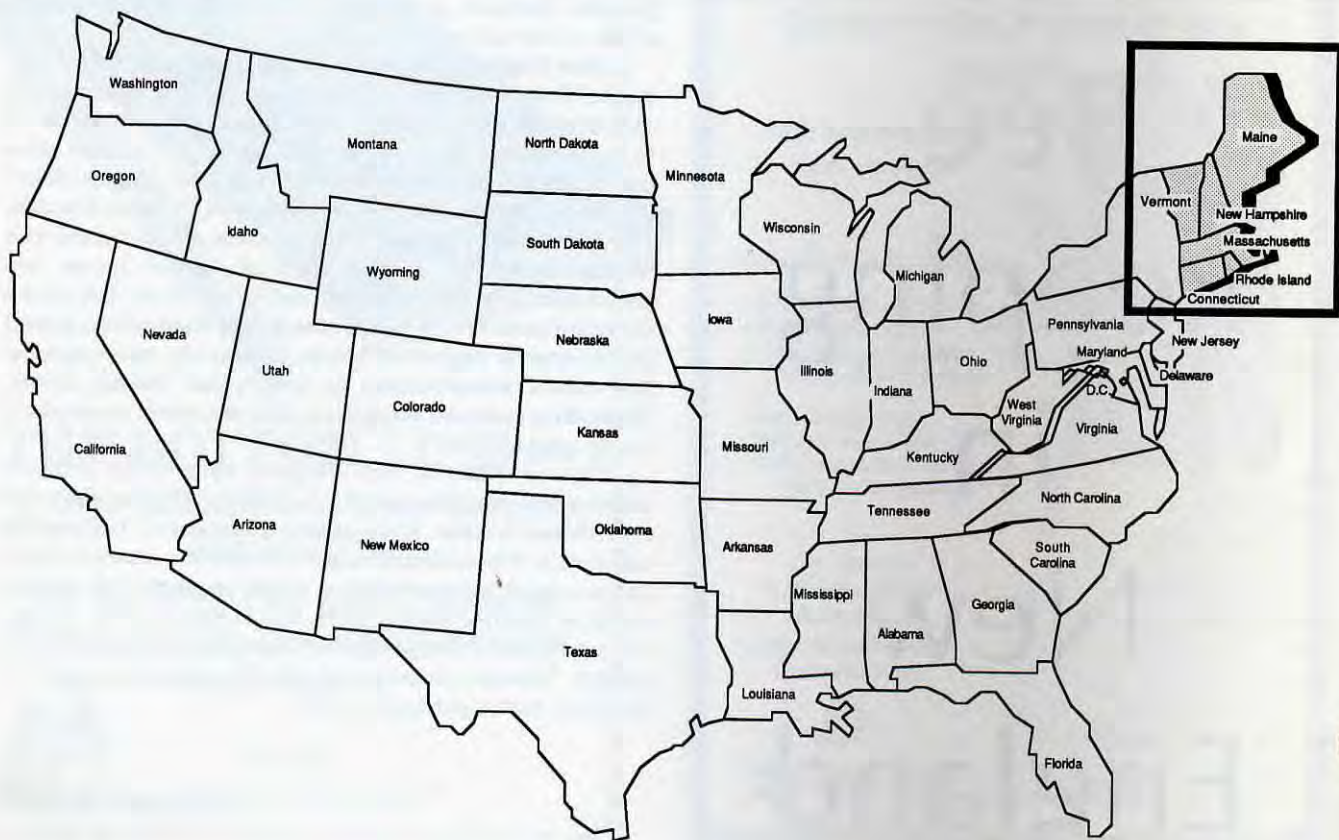 Washington
Montana
North Dakota
Minnesota
Maine
Oregon
Idaho
Vermont
New Hampshire
Wisconsin
South Dakota
Massachusetts
Wyoming
Michigan
Rhode Island
Connecticut
Iowa
Pennsylvania
Nevada
Nebraska
New Jersey
Maryland
Utah
Illinois
Indiana
Ohio
Delaware
D.C.
Colorado
West
Virginia
Virginia
Kansas
California
Missouri
Kentucky
North Carolina
Tennessee
Arizona
Oklahoma
New Mexico
Arkansas
South
Carolina
Mississippi
Georgia
Alabama
Texas
Louisiana
Florida